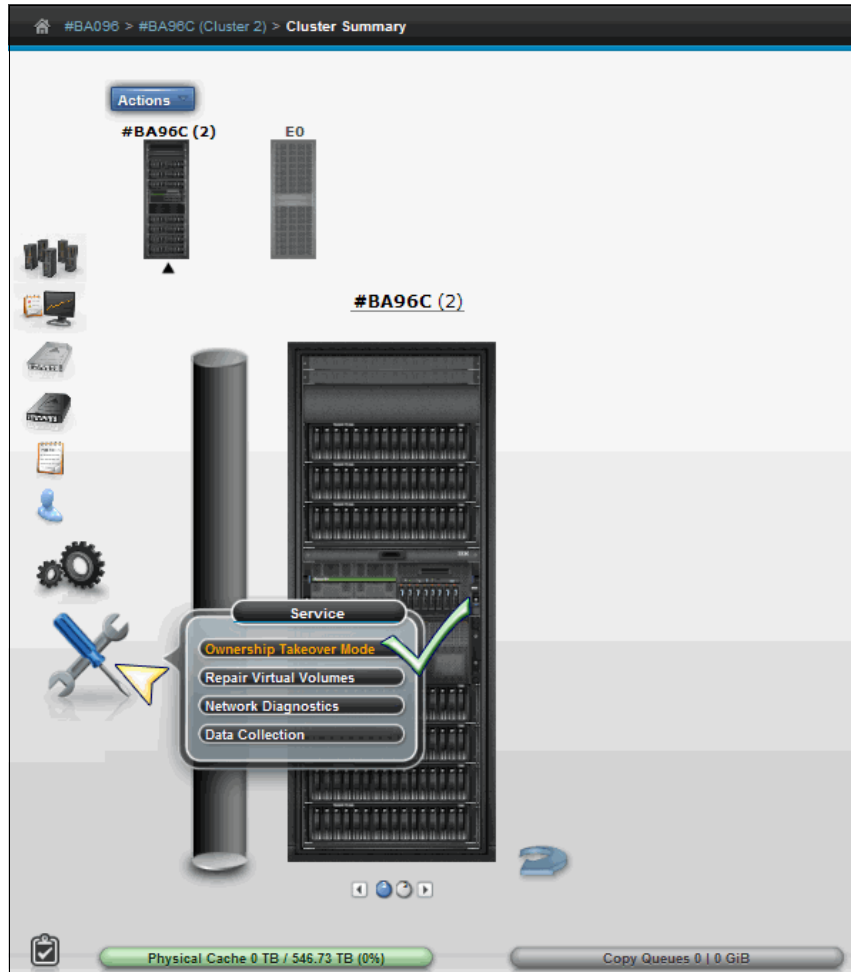 #BA096 > #BA96C (Cluster 2) > Cluster Summary
Actions
#BA96C (2)
E0
#BA96C (2)
IBM
Service
Ownership Takeover Mode
Repair Virtual Volumes
Network Diagnostics
Data Collection
Physical Cache 0 TB / 546.73 TB (0%)
Copy Queues 0 | 0 GiB